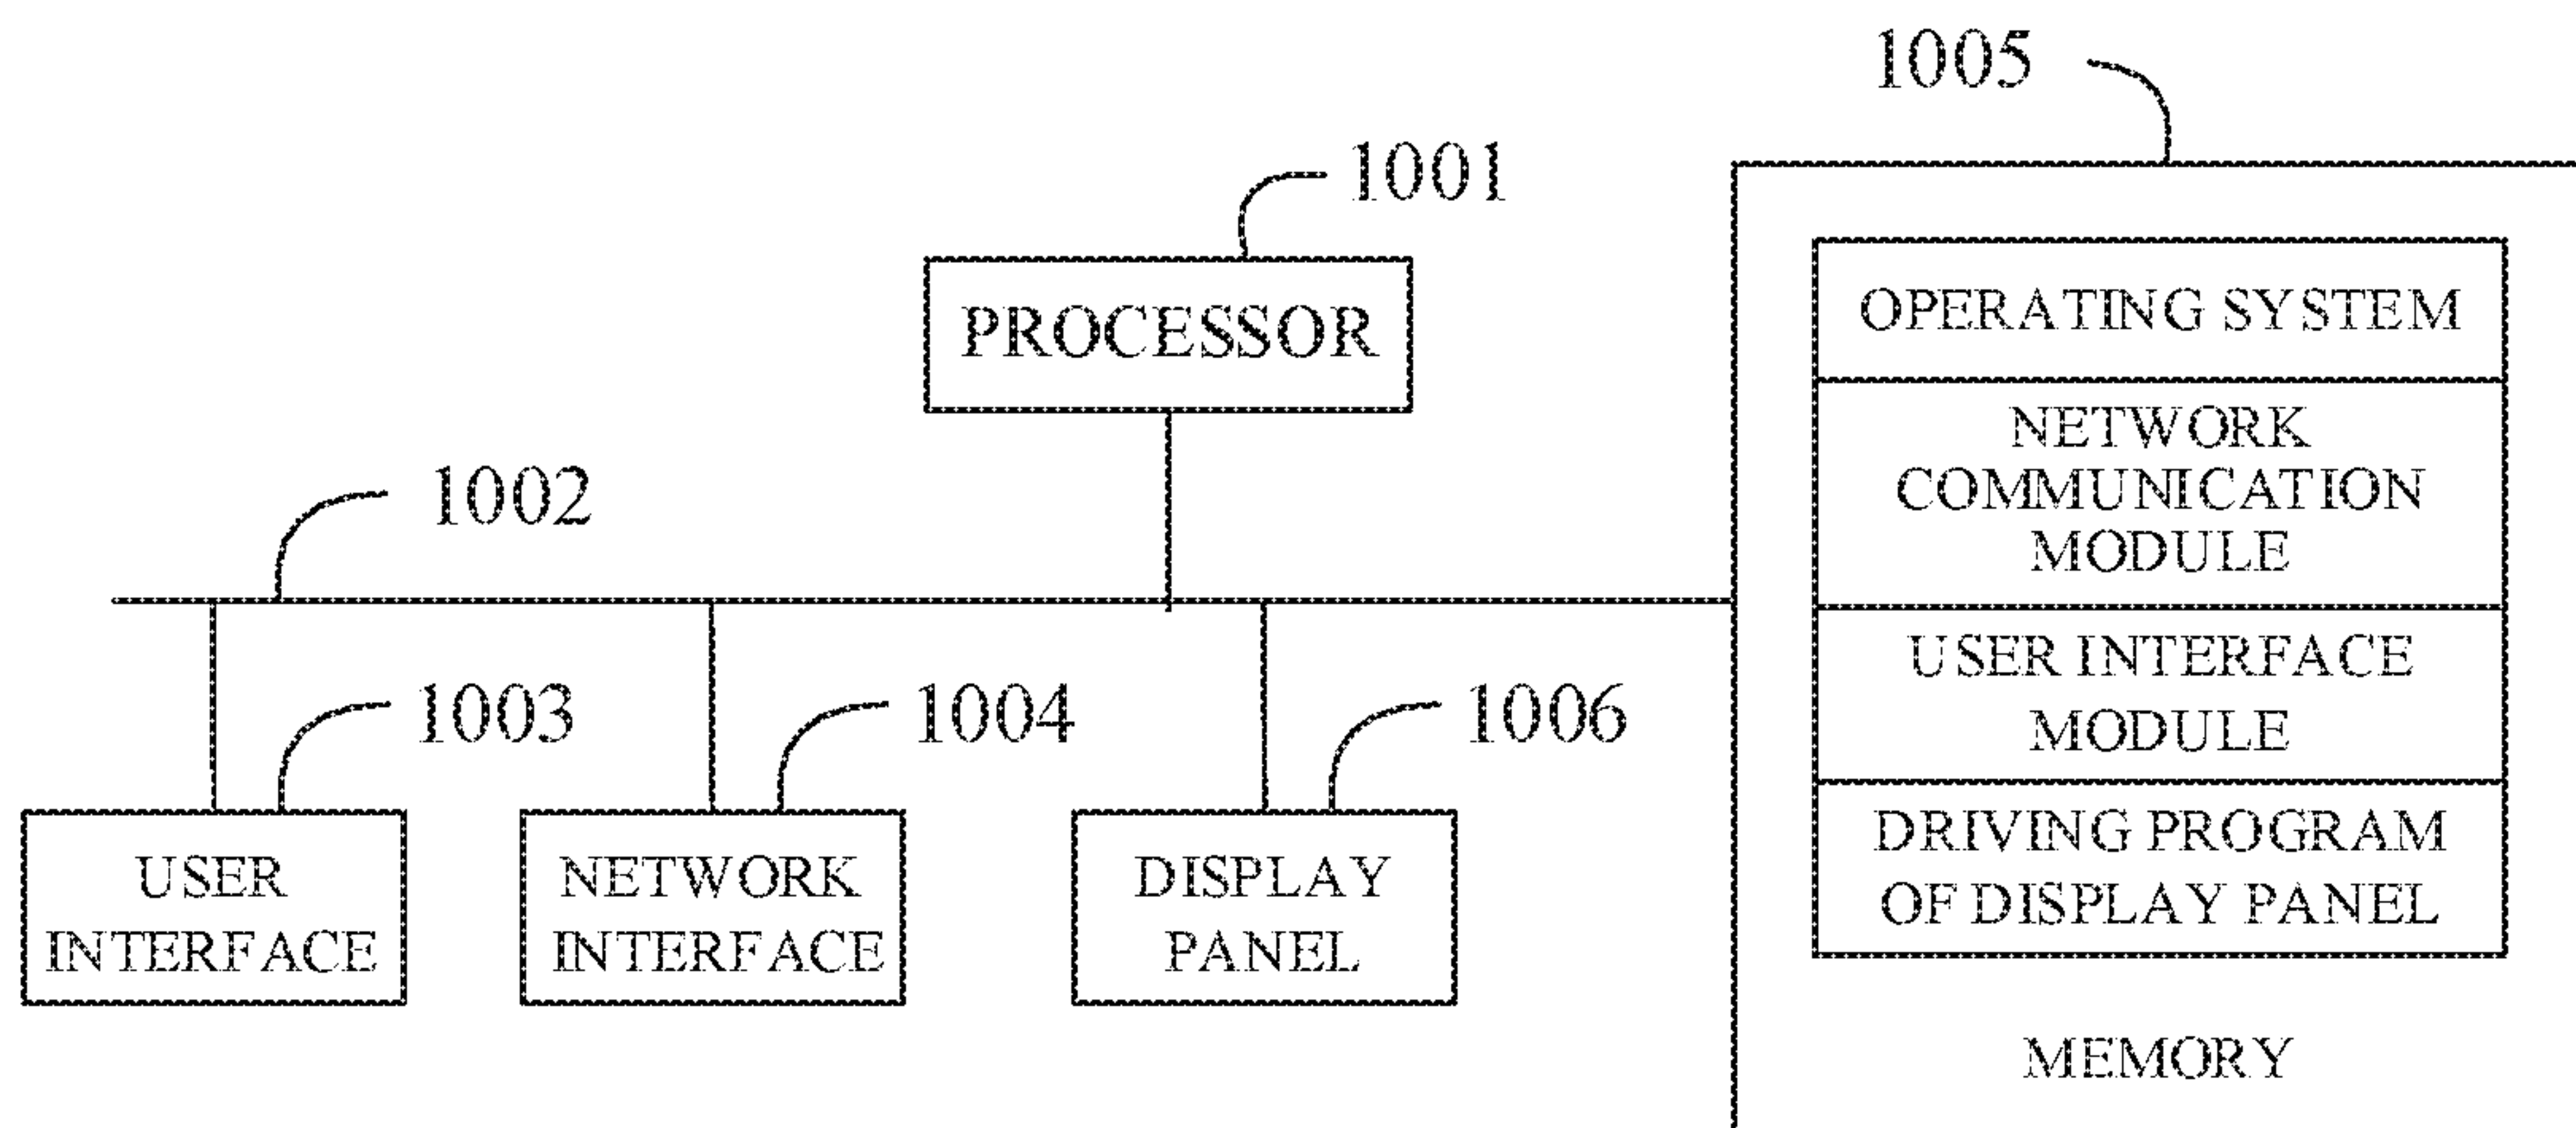 1005
1001
PROCESSOR
OPERATING SYSTEM
NETWORK
COMMUNICATION
MODULE
1002
USER INTERFACE
MODULE
1003
1004
1006
DRIVING PROGRAM
OF DISPLAY PANEL
USER
INTERFACE
NETWORK
INTERFACE
DISPLAY
PANEL
MEMORY